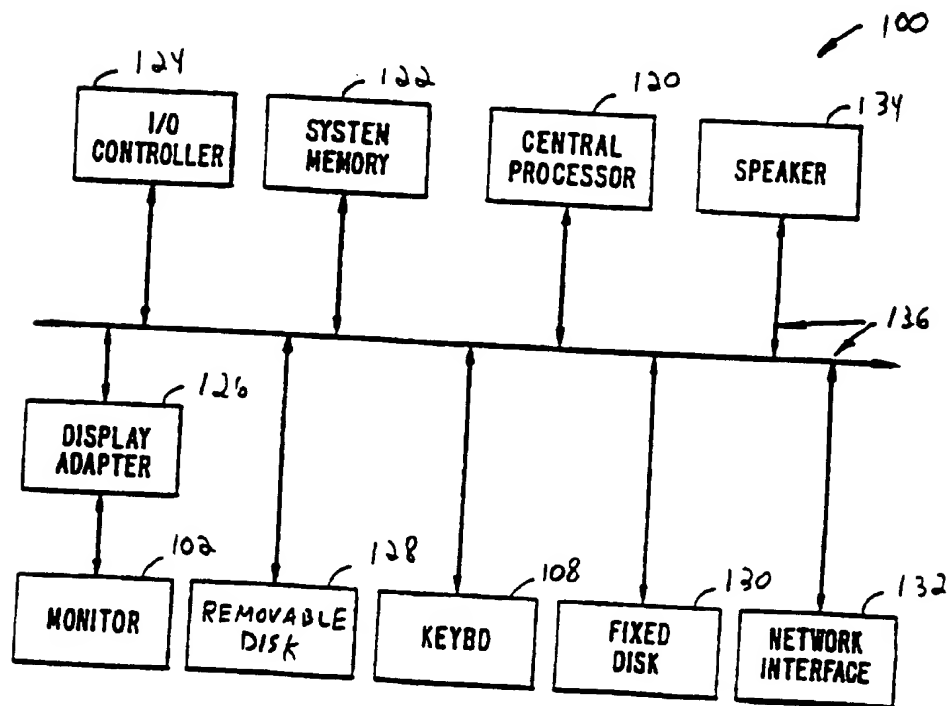 100
124
I/O
CONTROLLER
122
SYSTEM
MEMORY
120
CENTRAL
PROCESSOR
134
SPEAKER
136
126
DISPLAY
ADAPTER
102
MONITOR
128
REMOVABLE
DISK
108
KEYBD
130
FIXED
DISK
132
NETWORK
INTERFACE